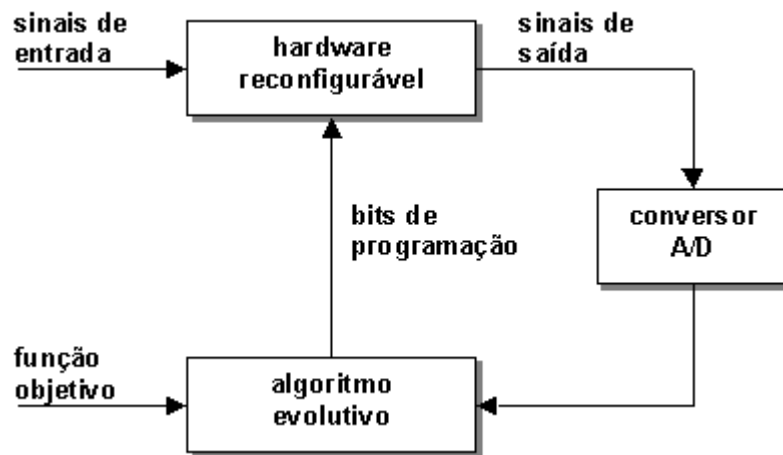 sinais de
entrada
hardware
reconfigurável
sinais de
saída
conversor
A/D
bits de
programação
função
objetivo
algoritmo
evolutivo